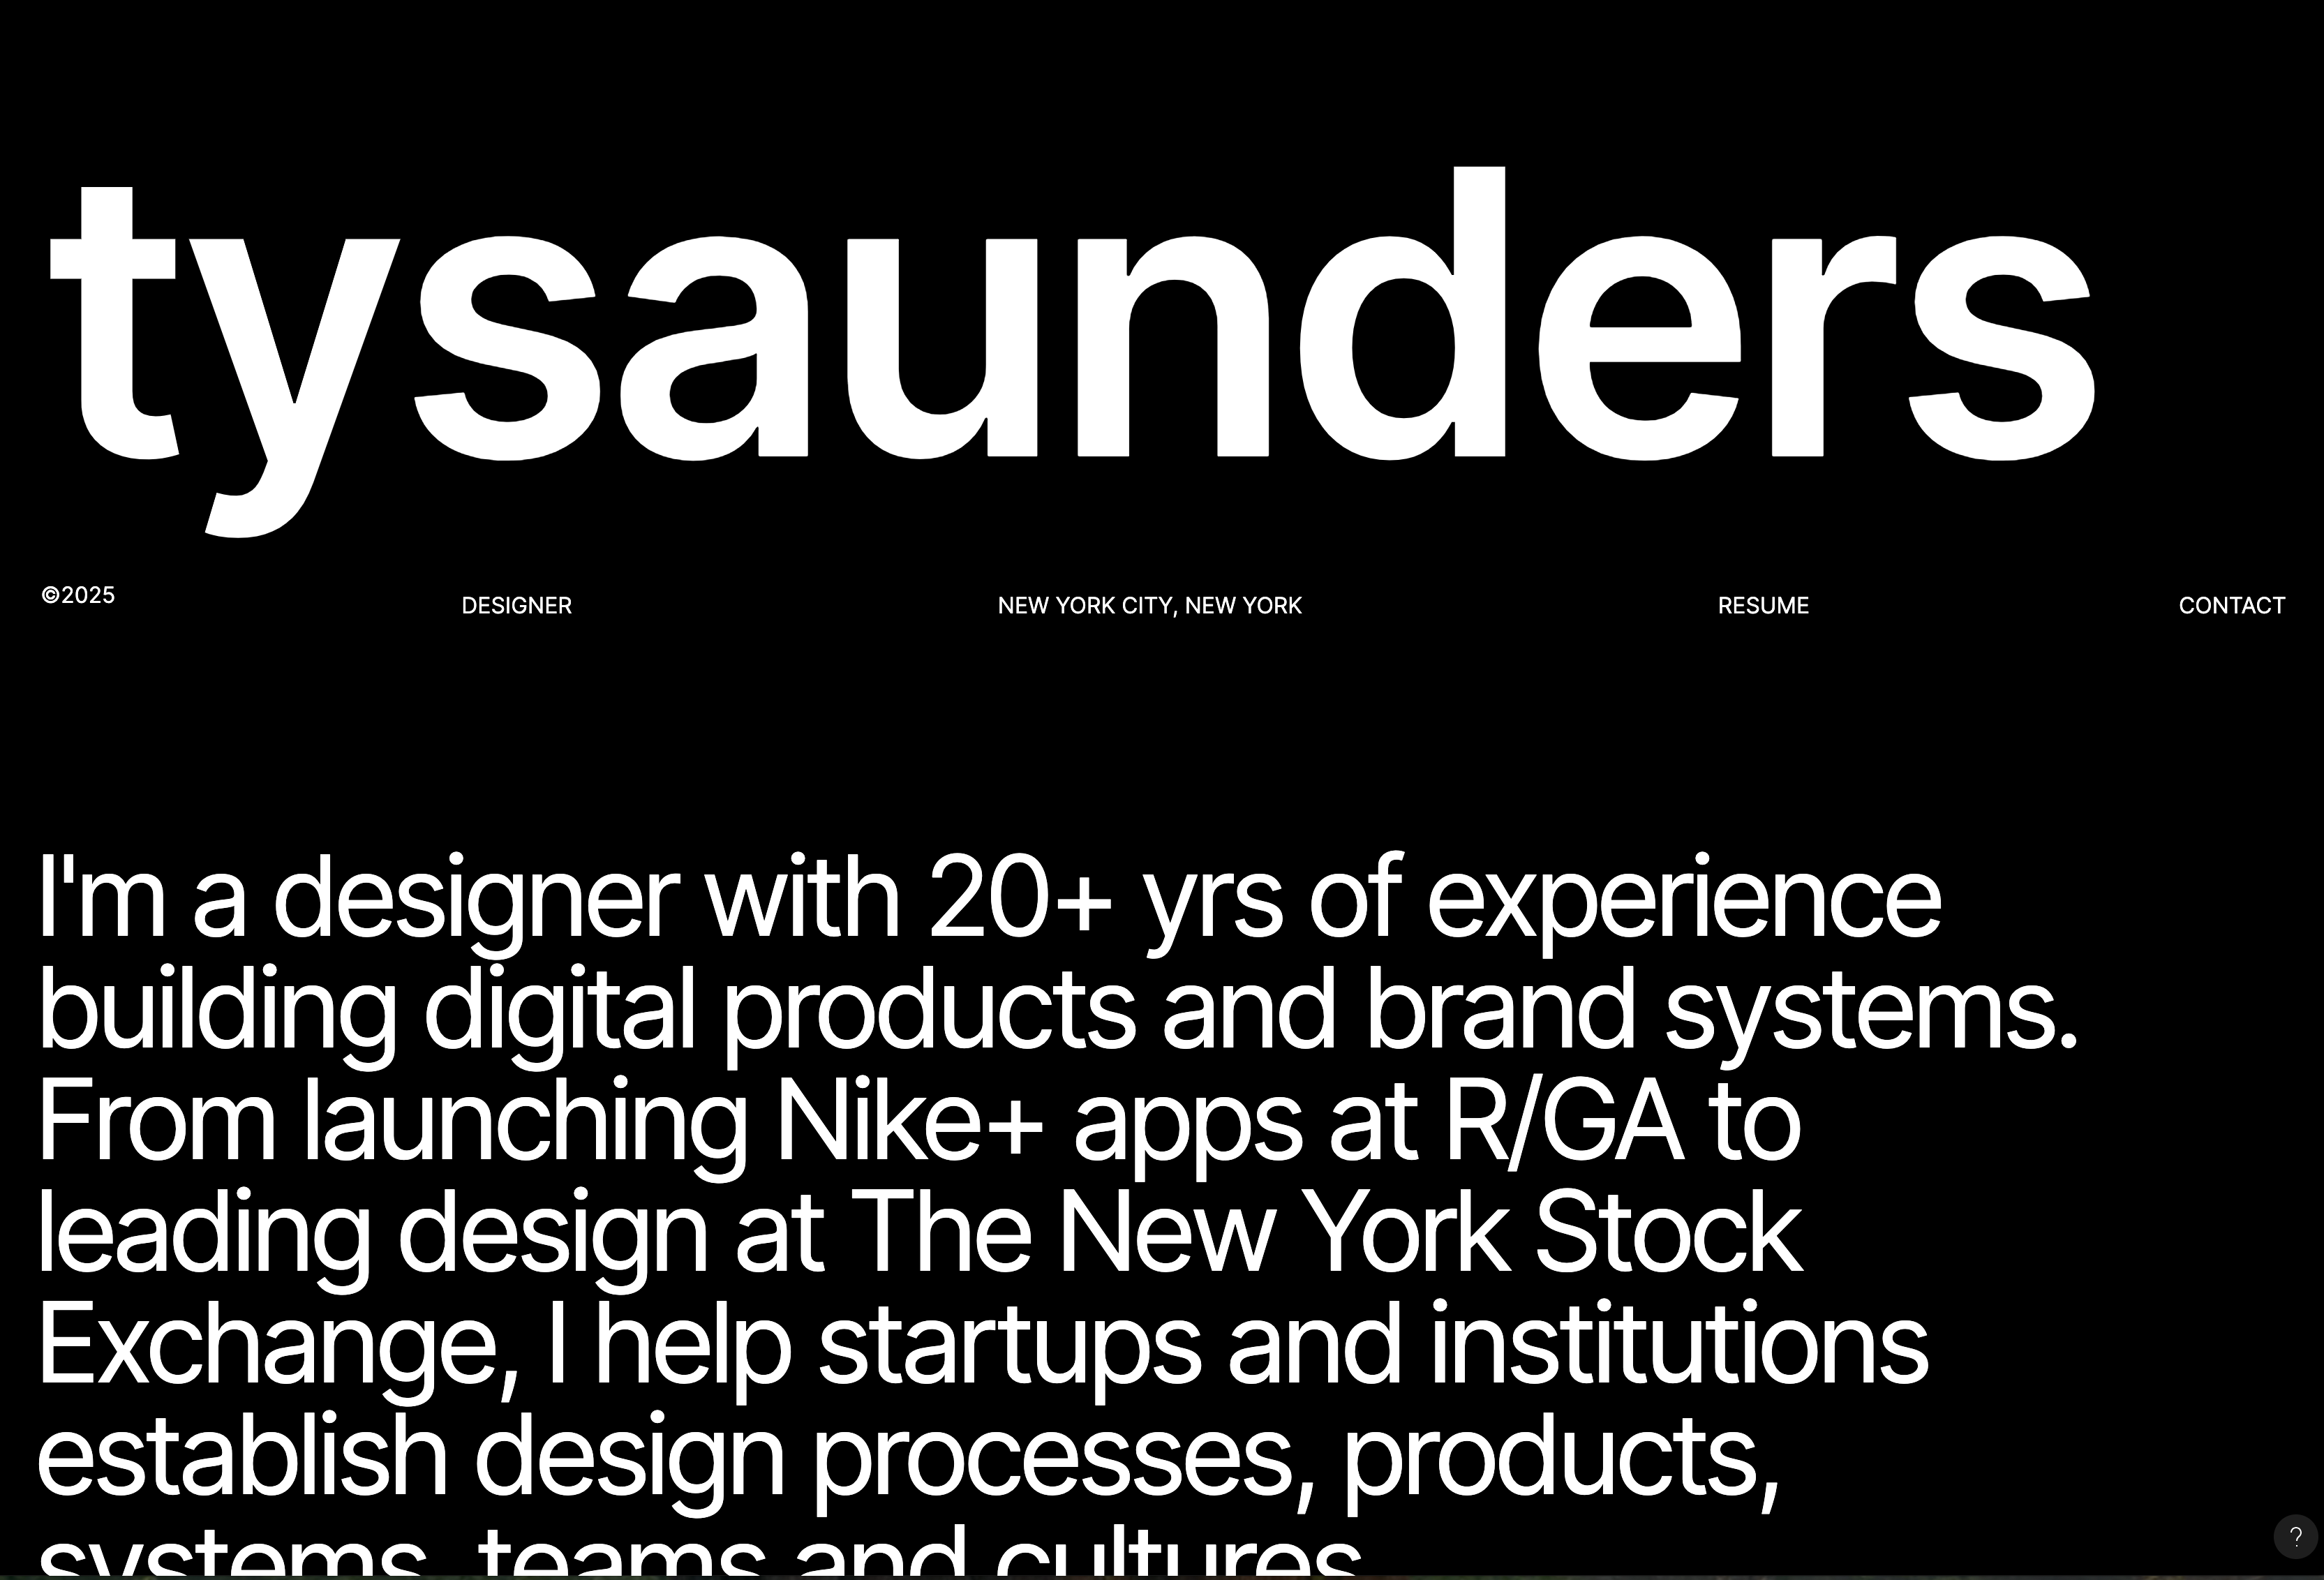 tysaunders
©2025 DESIGNER NEW YORK CITY, NEW YORK RESUME CONTACT
I'm a designer with 20+ yrs of experience
building digital products and brand systems.
From launching Nike+ apps at R/GA to
leading design at The New York Stock
Exchange, I help startups and institutions
establish design processes, products,
systems, teams and cultures.
?